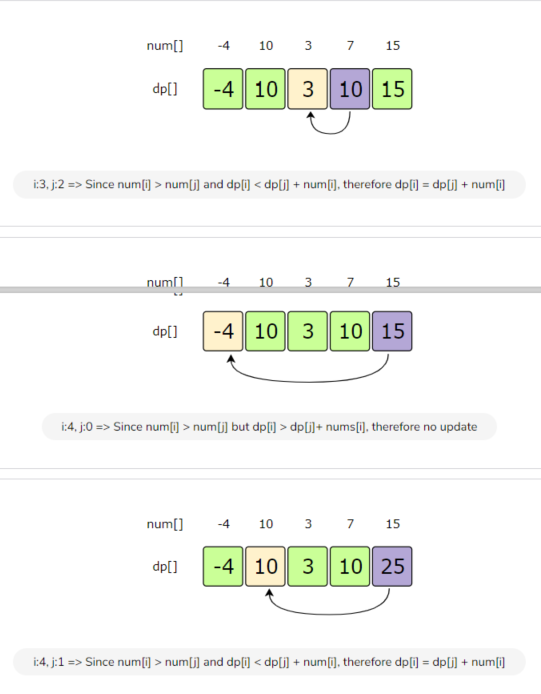 num[] -4 10 3 7 15
dp[] -4 10 3 10 15
i:3, j:2 => Since num[i] > num[j] and dp[i] < dp[j] + num[i], therefore dp[i] = dp[j] + num[i]
num[] -4 10 3 7 15
dp[] -4 10 3 10 15
i:4, j:0 => Since num[i] > num[j] but dp[i] > dp[j]+ nums[i], therefore no update
num[] -4 10 3 7 15
dp[] -4 10 3 10 25
i:4, j:1 => Since num[i] > num[j] and dp[i] < dp[j] + num[i], therefore dp[i] = dp[j] + num[i]